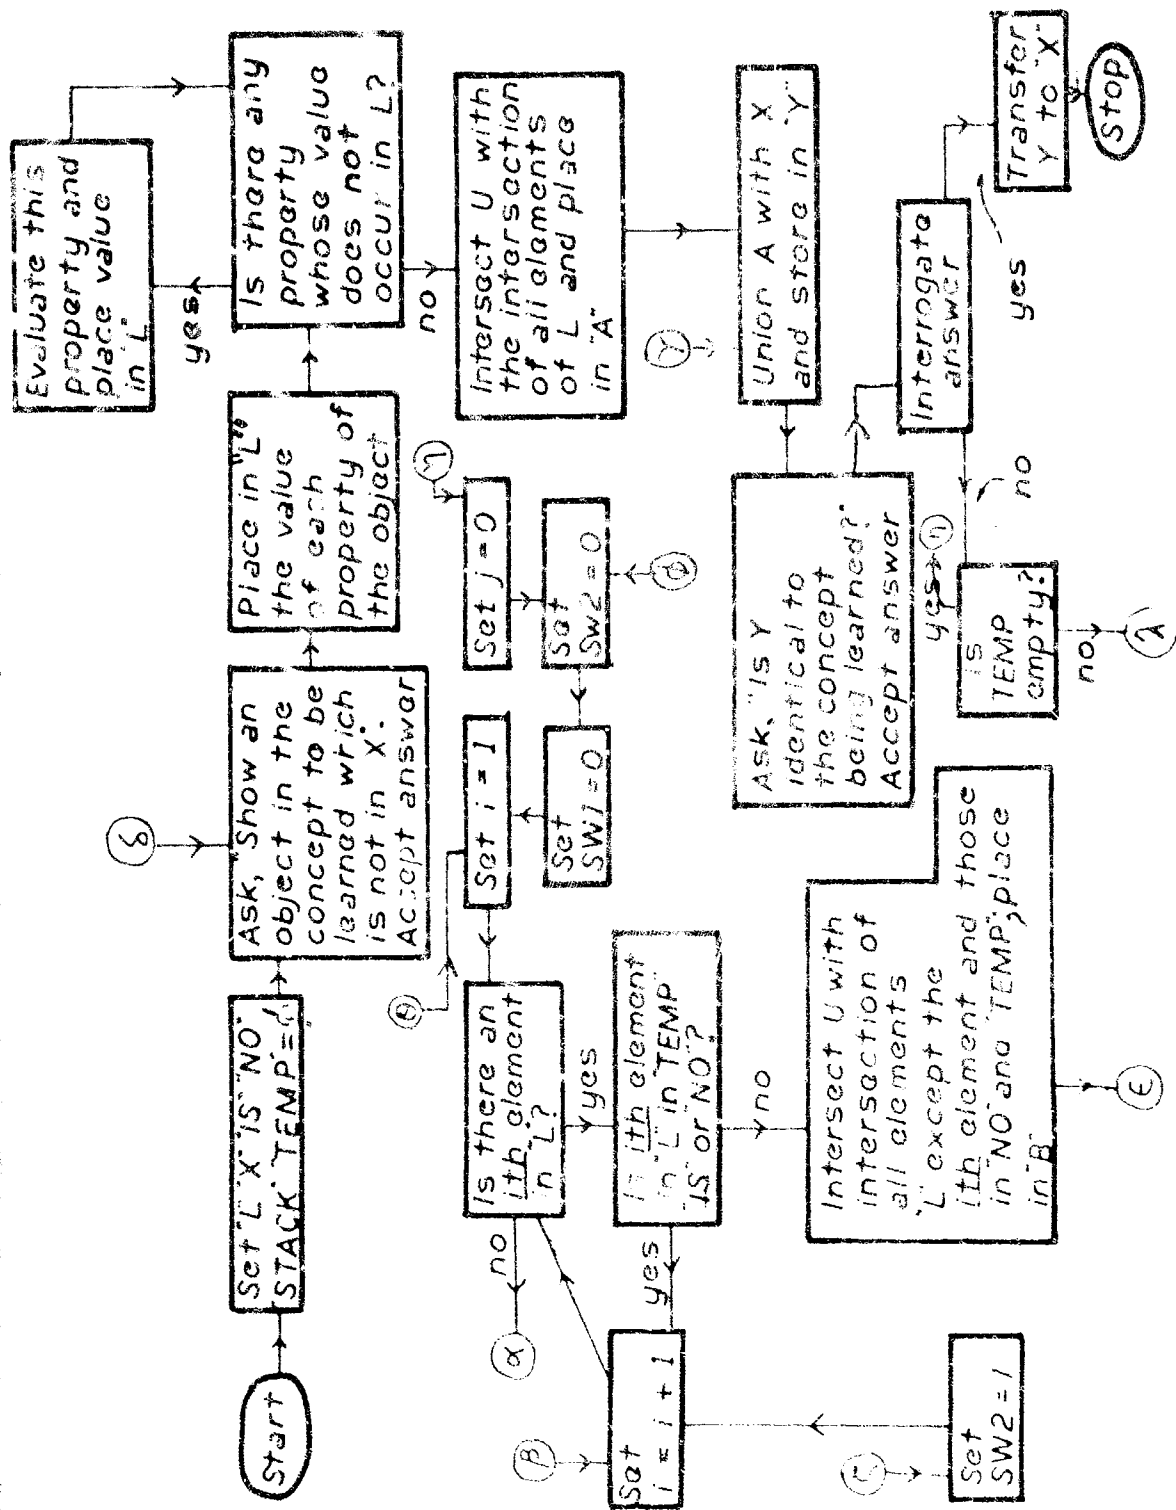 Start
Set "L" "X" "IS" "NO"
STACK "TEMP" =
δ
Ask, "Show an
object in the
concept to be
learned which
is not in X".
Accept answer
Place in "L"
the value
of each
property of
the object
Evaluate this
property and
place value
in "L"
yes
Is there any
property
whose value
does not
occur in L?
no
Intersect U with
the intersection
of all elements
of L and place
in "A"
γ
Union A with X
and store in "Y"
Ask, "Is Y
identical to
the concept
being learned?"
Accept answer
Interrogate
answer
yes
Transfer
Y to "X"
Stop
no
Is
TEMP
empty?
yes
η
no
λ
η
Set j = 0
Set
SW2 = 0
φ
Set
SW1 = 0
Set i = 1
θ
Is there an
ith element
in "L"?
no
α
yes
Is ith element
in "L" in "TEMP"
"IS" or "NO"?
yes
no
β
Set
i = i + 1
Set
SW2 = 1
Intersect U with
intersection of
all elements
"L" except the
ith element and those
in "NO" and "TEMP"; place
in "B"
ε